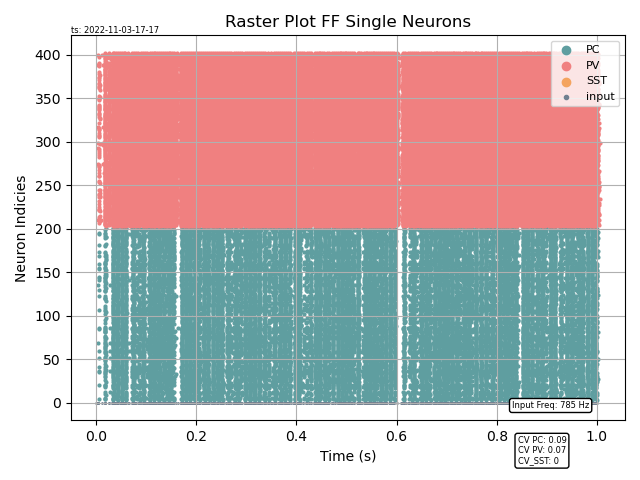 Raster Plot FF Single Neurons
ts: 2022-11-03-17-17
PC
PV
SST
input
400
350
300
250
200
150
100
50
0
Neuron Indicies
Input Freq: 785 Hz
0.0 0.2 0.4 0.6 0.8 1.0
Time (s)
CV PC: 0.09
CV PV: 0.07
CV_SST: 0